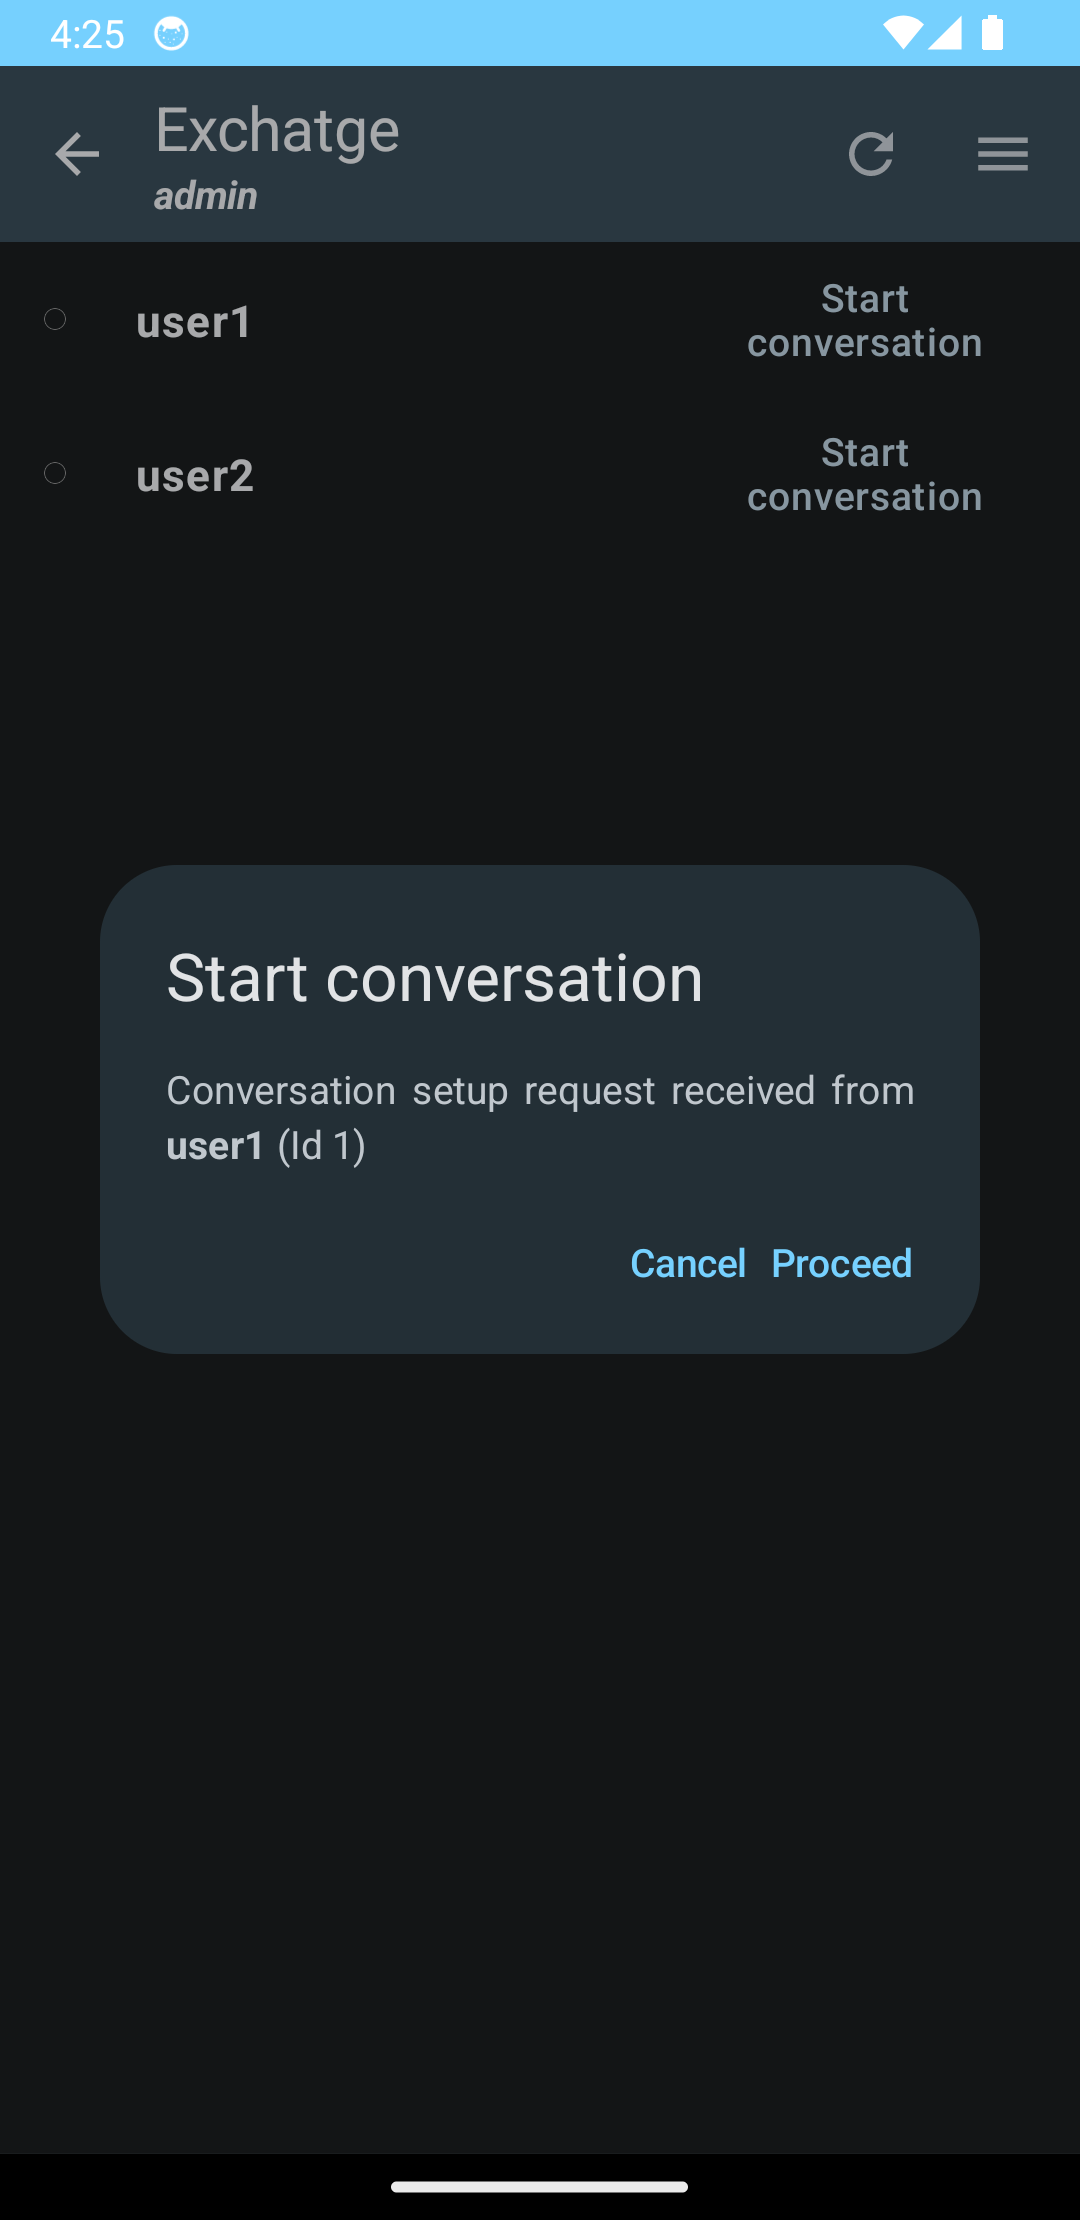 4:25
Exchatge
admin
user1
Start
conversation
user2
Start
conversation
Start conversation
Conversation setup request received from
user1 (Id 1)
Cancel Proceed